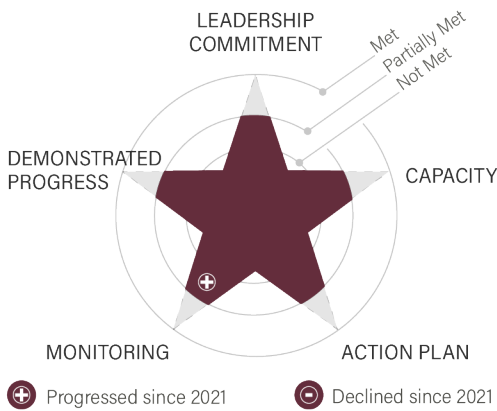 LEADERSHIP
COMMITMENT
Met
Partially Met
Not Met
DEMONSTRATED
PROGRESS
CAPACITY
MONITORING
ACTION PLAN
Progressed since 2021
Declined since 2021